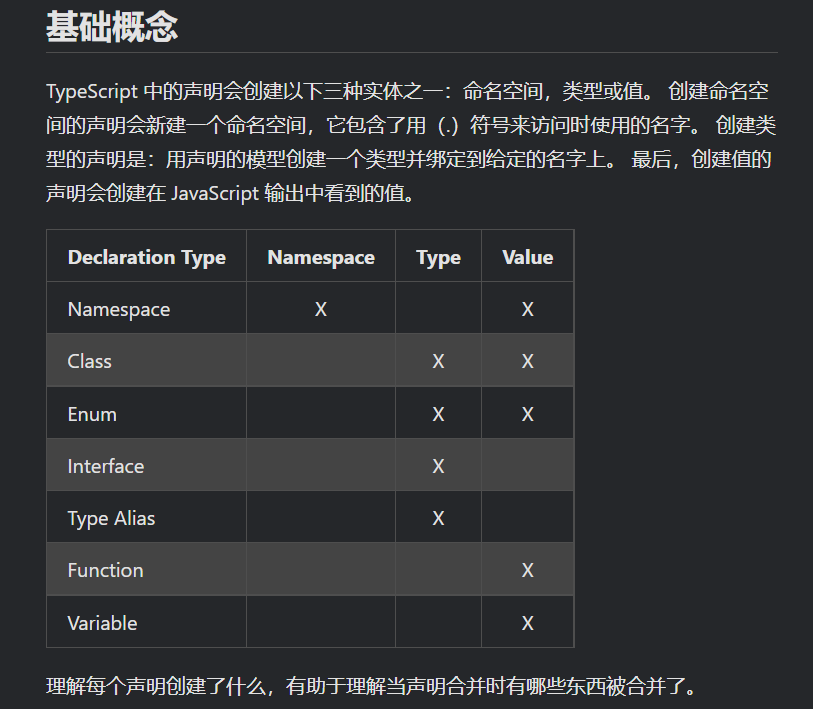 基础概念
TypeScript 中的声明会创建以下三种实体之一：命名空间，类型或值。 创建命名空
间的声明会新建一个命名空间，它包含了用（.）符号来访问时使用的名字。 创建类
型的声明是：用声明的模型创建一个类型并绑定到给定的名字上。 最后，创建值的
声明会创建在 JavaScript 输出中看到的值。
Declaration Type Namespace Type Value
Namespace X X
Class X X
Enum X X
Interface X
Type Alias X
Function X
Variable X
理解每个声明创建了什么，有助于理解当声明合并时有哪些东西被合并了。